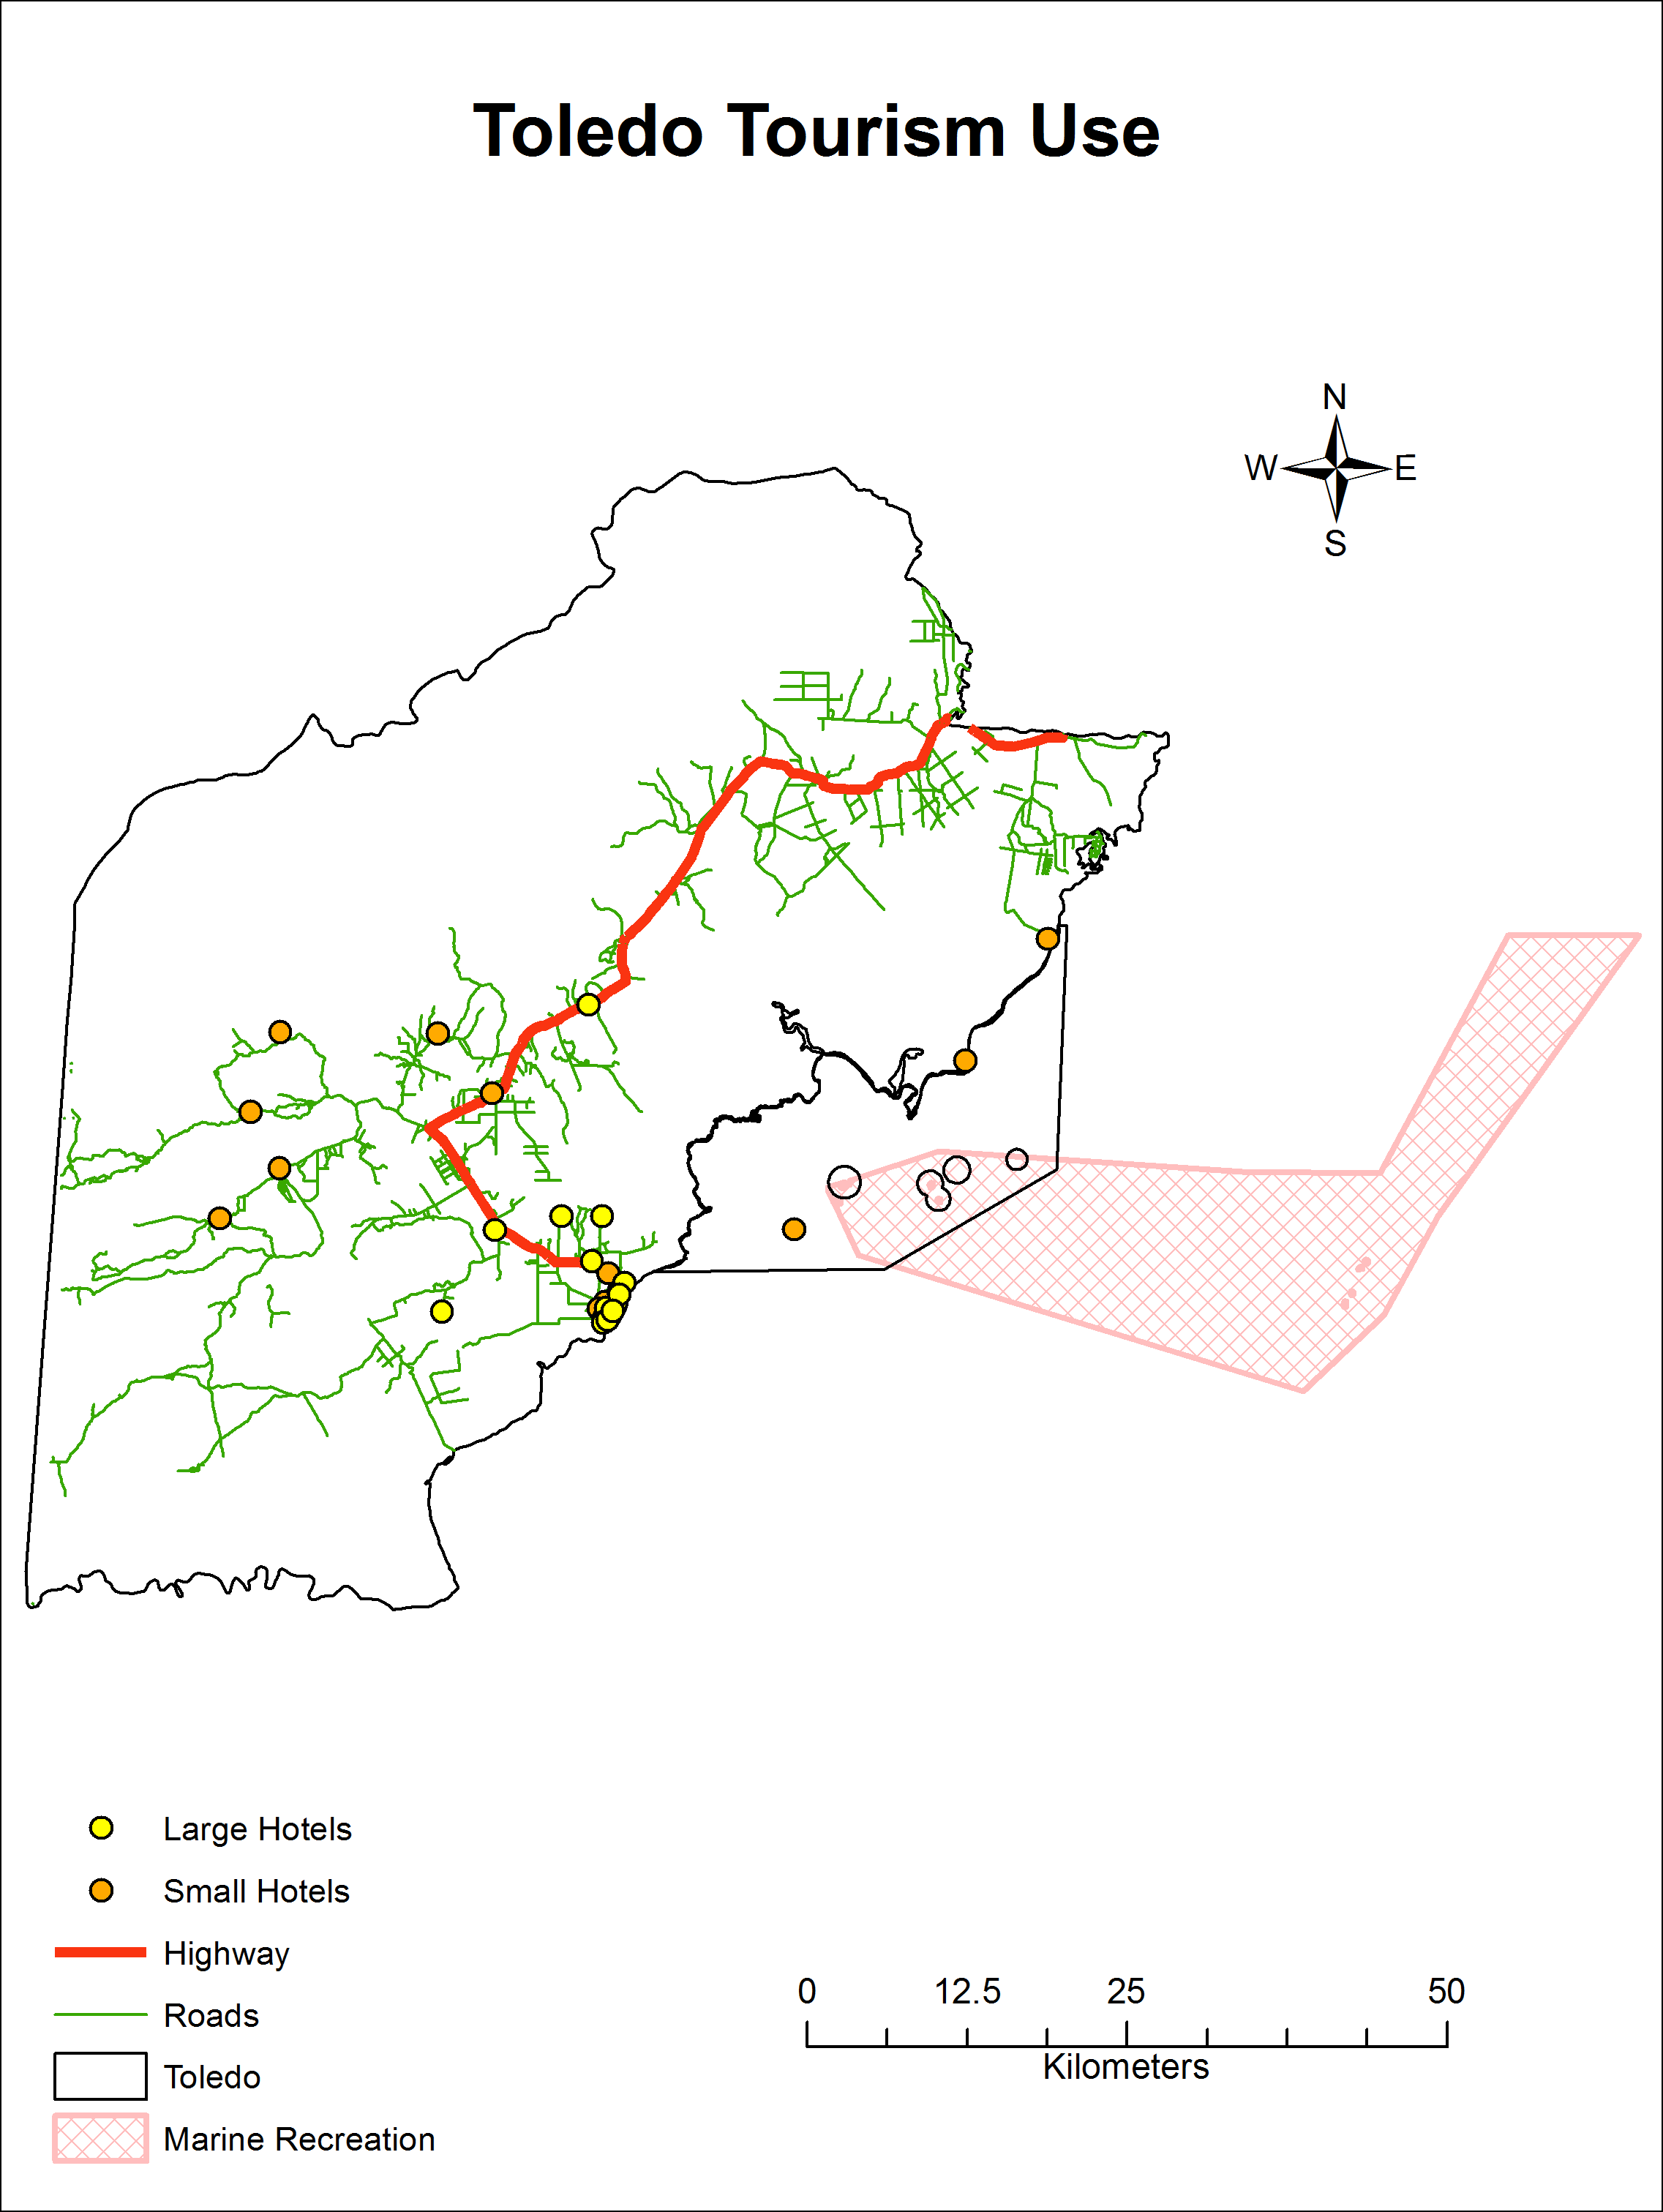 Toledo Tourism Use
N
W E
S
Large Hotels
Small Hotels
Highway
Roads
Toledo
Marine Recreation
0 12.5 25 50
Kilometers